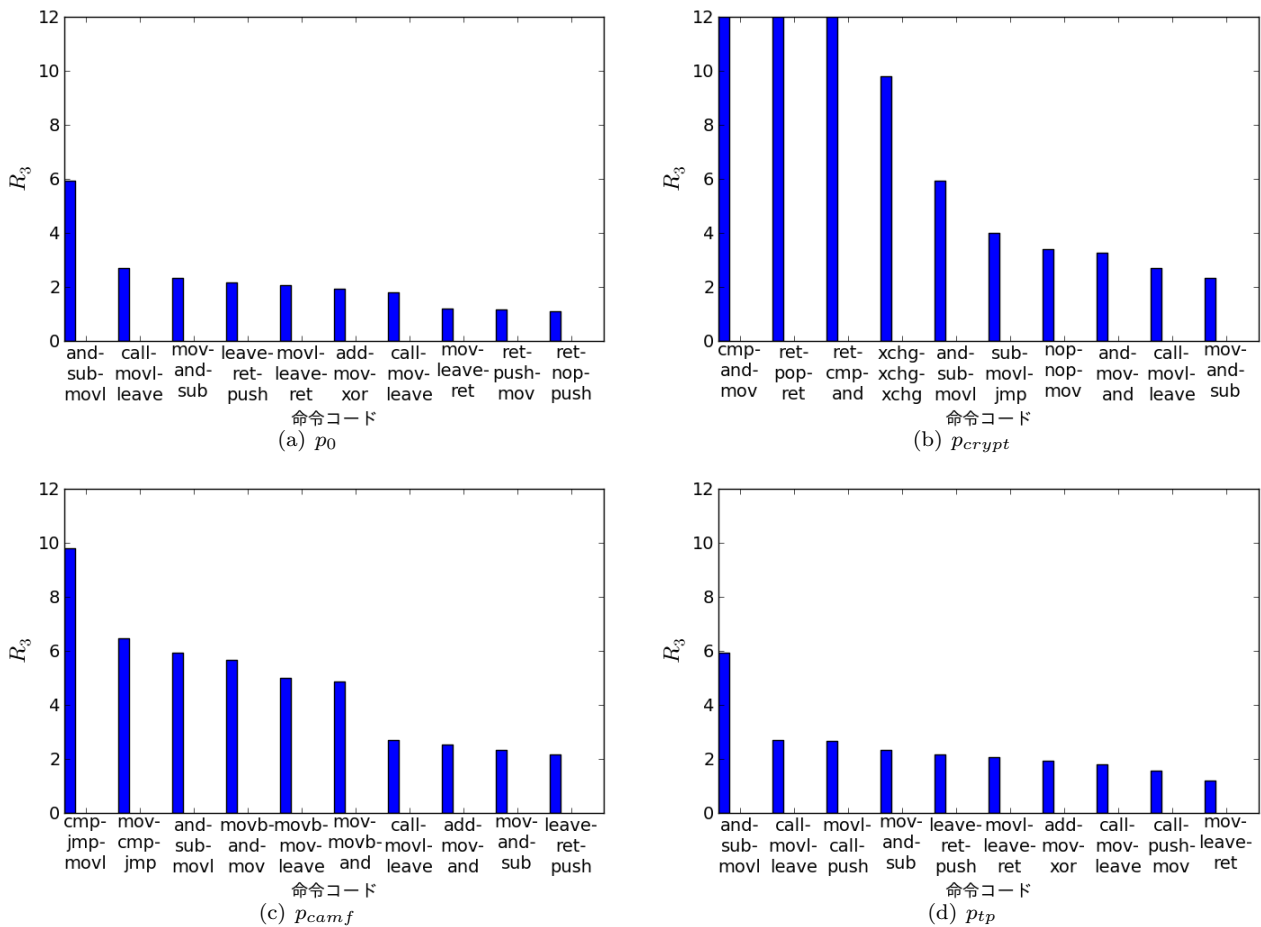 12
10
8
6
4
2
0
R3
and-
sub-
movl
call-
movl-
leave
mov-
and-
sub
leave-
ret-
push
movl-
leave-
ret
add-
mov-
xor
call-
mov-
leave
mov-
leave-
ret
ret-
push-
mov
ret-
nop-
push
命令コード
(a) p0
12
10
8
6
4
2
0
R3
cmp-
and-
mov
ret-
pop-
ret
ret-
cmp-
and
xchg-
xchg-
xchg
and-
sub-
movl
sub-
movl-
jmp
nop-
nop-
mov
and-
mov-
and
call-
movl-
leave
mov-
and-
sub
命令コード
(b) pcrypt
12
10
8
6
4
2
0
R3
cmp-
jmp-
movl
mov-
cmp-
jmp
and-
sub-
movl
movb-
and-
mov
movb-
mov-
leave
mov-
movb-
and
call-
movl-
leave
add-
mov-
and
mov-
and-
sub
leave-
ret-
push
命令コード
(c) pcamf
12
10
8
6
4
2
0
R3
and-
sub-
movl
call-
movl-
leave
movl-
call-
push
mov-
and-
sub
leave-
ret-
push
movl-
leave-
ret
add-
mov-
xor
call-
mov-
leave
call-
push-
mov
mov-
leave-
ret
命令コード
(d) ptp